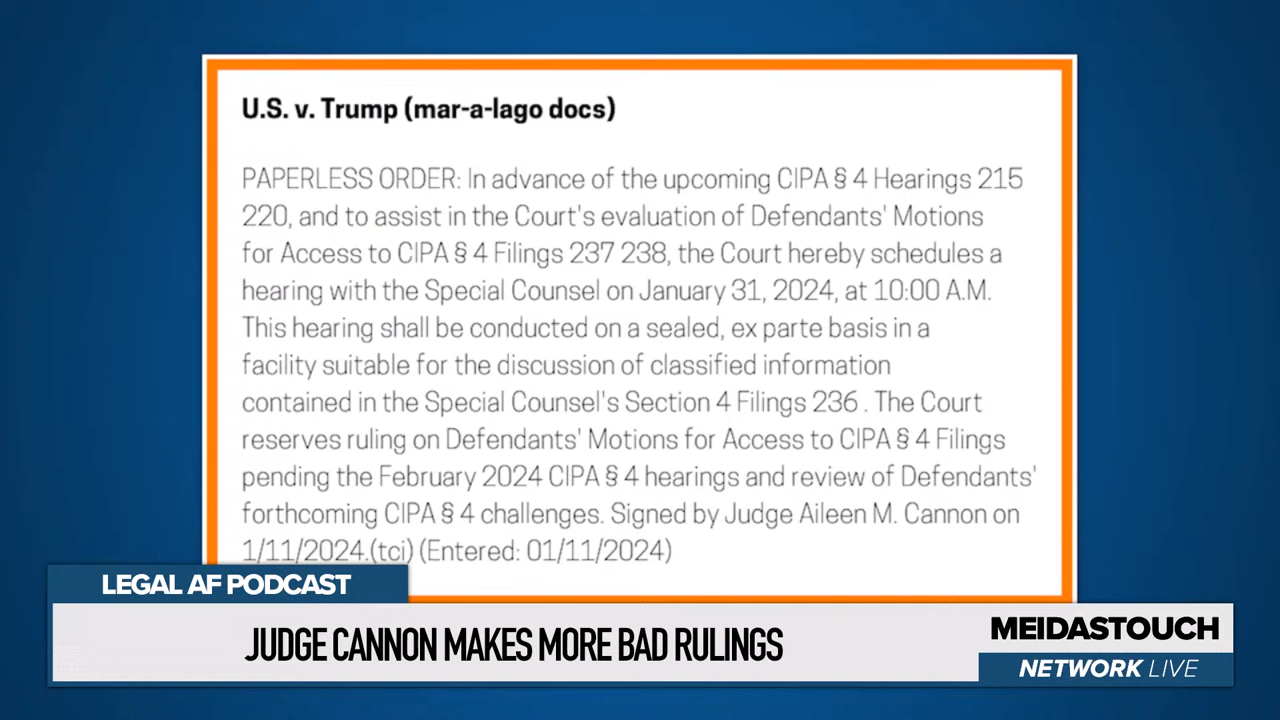 U.S. v. Trump (mar-a-lago docs)
PAPERLESS ORDER: In advance of the upcoming CIPA § 4 Hearings 215
220, and to assist in the Court's evaluation of Defendants' Motions
for Access to CIPA § 4 Filings 237 238, the Court hereby schedules a
hearing with the Special Counsel on January 31, 2024, at 10:00 A.M.
This hearing shall be conducted on a sealed, ex parte basis in a
facility suitable for the discussion of classified information
contained in the Special Counsel's Section 4 Filings 236 . The Court
reserves ruling on Defendants' Motions for Access to CIPA § 4 Filings
pending the February 2024 CIPA § 4 hearings and review of Defendants'
forthcoming CIPA § 4 challenges. Signed by Judge Aileen M. Cannon on
1/11/2024.(tci) (Entered: 01/11/2024)
LEGAL AF PODCAST
JUDGE CANNON MAKES MORE BAD RULINGS
MEIDASTOUCH
NETWORK LIVE